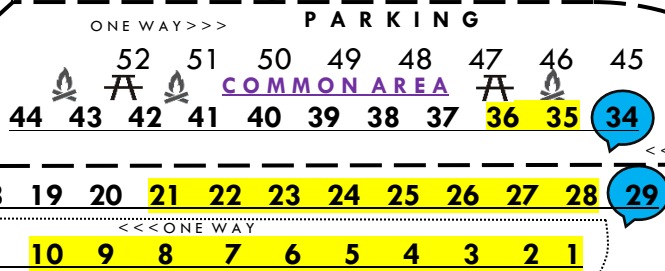 PARKING
ONE WAY>>>
52 51 50 49 48 47 46 45
COMMON AREA
44 43 42 41 40 39 38 37 36 35 34
<<
19 20 21 22 23 24 25 26 27 28 29
<<<ONE WAY
10 9 8 7 6 5 4 3 2 1